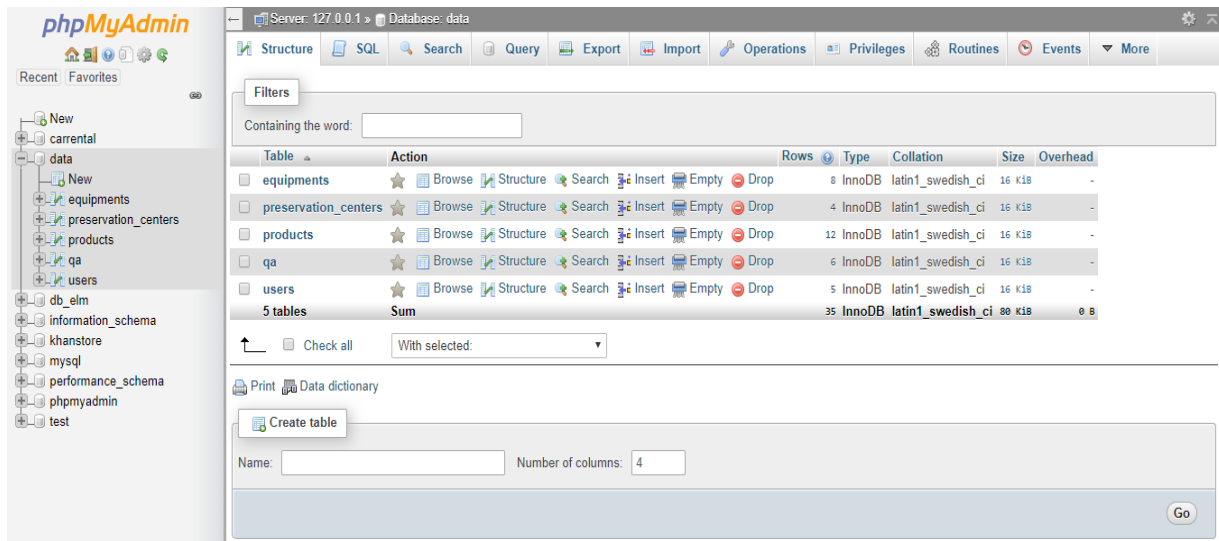 phpMyAdmin
Recent Favorites
New
carrental
data
New
equipments
preservation_centers
products
qa
users
db_elm
information_schema
khanstore
mysql
performance_schema
phpmyadmin
test
Server: 127.0.0.1 » Database: data
Structure SQL Search Query Export Import Operations Privileges Routines Events More
Filters
Containing the word:
Table Action Rows Type Collation Size Overhead
equipments Browse Structure Search Insert Empty Drop 8 InnoDB latin1_swedish_ci 16 KiB -
preservation_centers Browse Structure Search Insert Empty Drop 4 InnoDB latin1_swedish_ci 16 KiB -
products Browse Structure Search Insert Empty Drop 12 InnoDB latin1_swedish_ci 16 KiB -
qa Browse Structure Search Insert Empty Drop 6 InnoDB latin1_swedish_ci 16 KiB -
users Browse Structure Search Insert Empty Drop 5 InnoDB latin1_swedish_ci 16 KiB -
5 tables Sum 35 InnoDB latin1_swedish_ci 80 KiB 0 B
Check all With selected:
Print Data dictionary
Create table
Name: Number of columns: 4
Go